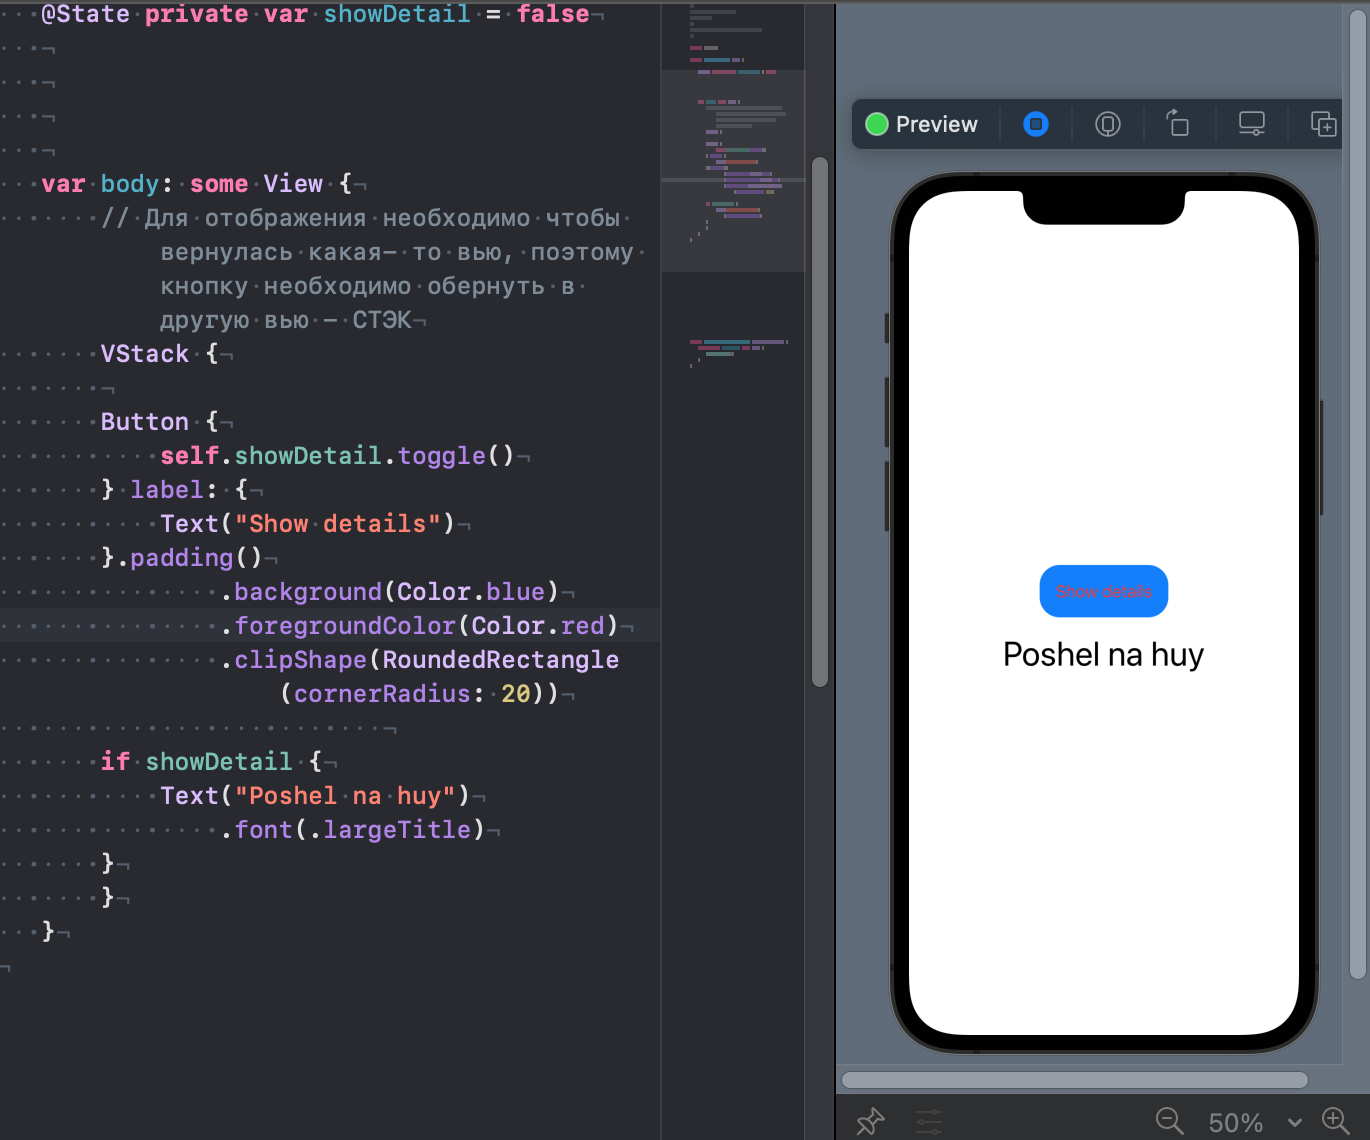 @State private var showDetail = false
var body: some View {
// Для отображения необходимо чтобы
вернулась какая- то вью, поэтому
кнопку необходимо обернуть в
другую вью - СТЭК
VStack {
Button {
self.showDetail.toggle()
} label: {
Text("Show details")
}.padding()
.background(Color.blue)
.foregroundColor(Color.red)
.clipShape(RoundedRectangle
(cornerRadius: 20))
if showDetail {
Text("Poshel na huy")
.font(.largeTitle)
}
}
}
Preview
Show details
Poshel na huy
50%